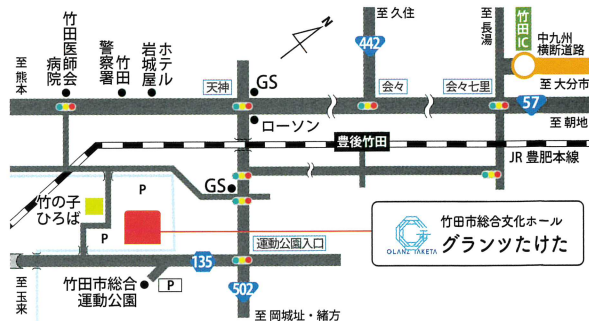 至熊本
竹田医師会
病院
竹田
警察署
ホテル
岩城屋
天神
GS
ローソン
至久住
442
会々
至長湯
会々七里
竹田IC
中九州
横断道路
至大分市
57
至朝地
豊後竹田
JR 豊肥本線
GS
竹の子
ひろば
P
P
竹田市総合文化ホール
グランツたけた
GLANZ TAKETA
運動公園入口
135
502
P
竹田市総合
運動公園
至玉来
至岡城址・緒方